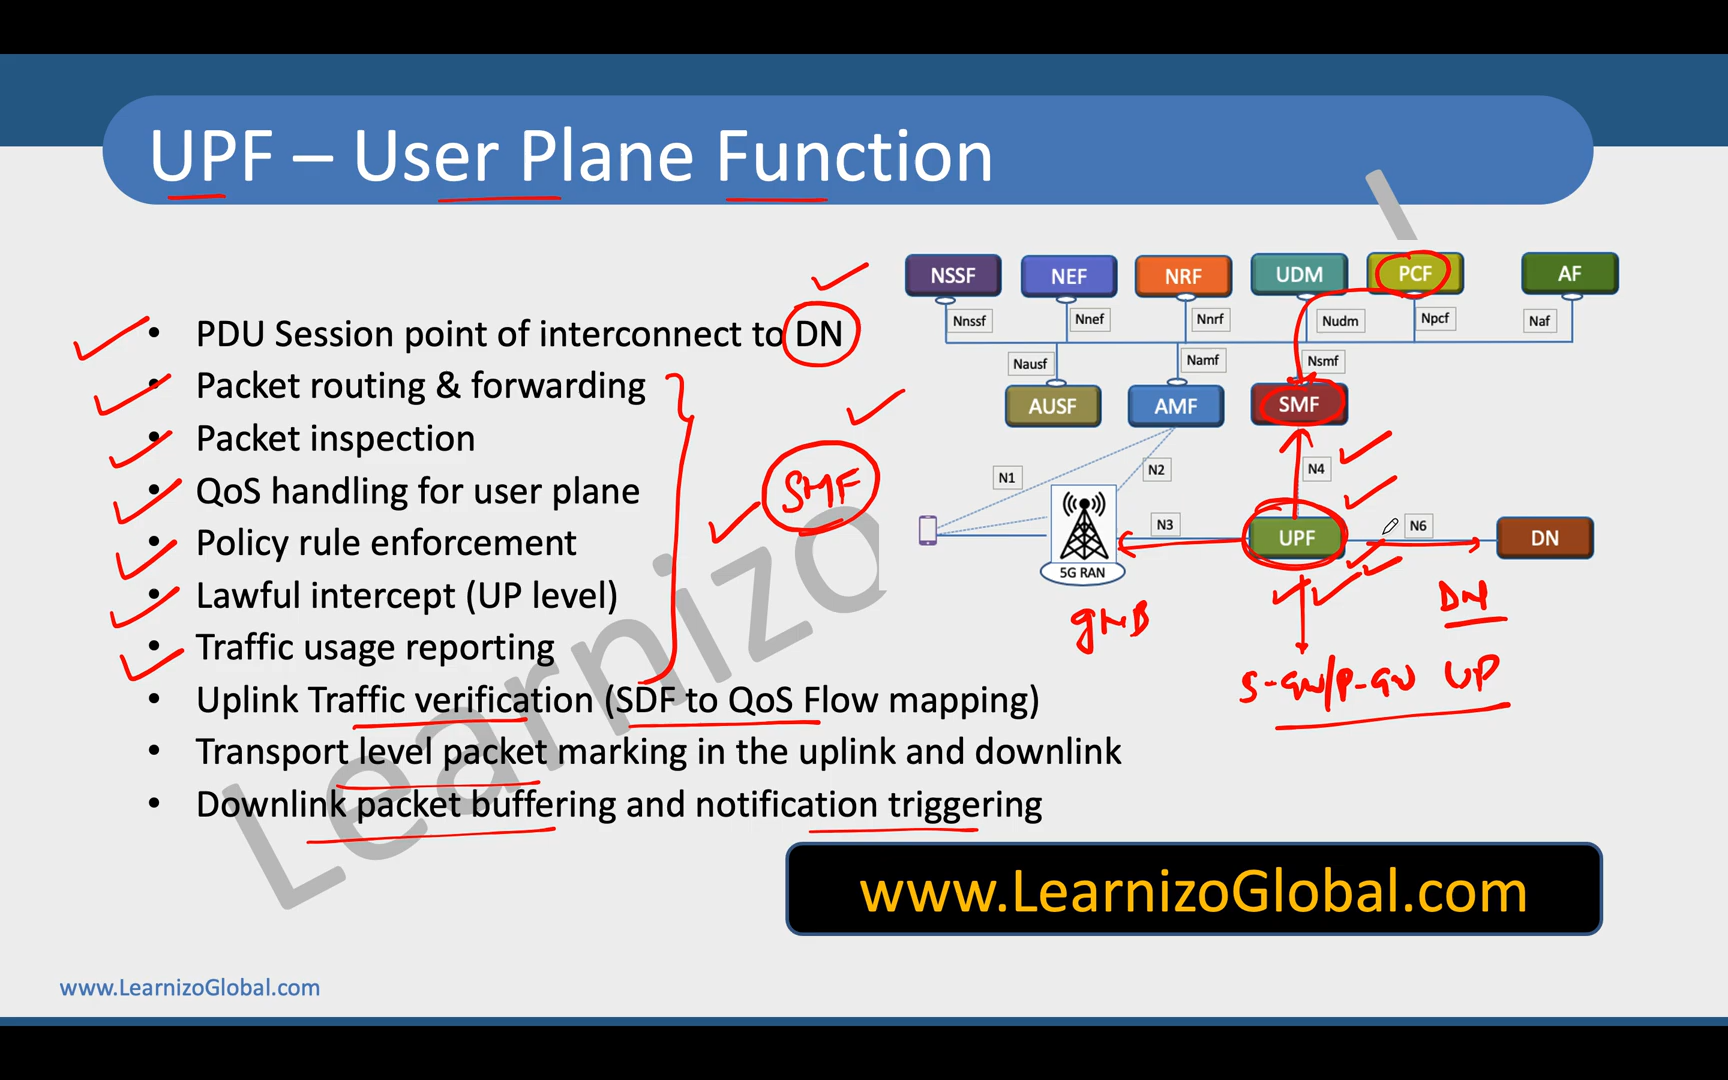 UPF – User Plane Function
• PDU Session point of interconnect to DN
• Packet routing & forwarding
• Packet inspection
• QoS handling for user plane
• Policy rule enforcement
• Lawful intercept (UP level)
• Traffic usage reporting
• Uplink Traffic verification (SDF to QoS Flow mapping)
• Transport level packet marking in the uplink and downlink
• Downlink packet buffering and notification triggering
SMF
NSSF NEF NRF UDM PCF AF
Nnssf Nnef Nnrf Nudm Npcf Naf
Nausf Namf Nsmf
AUSF AMF SMF
N1 N2 N4
N3 UPF N6 DN
5G RAN
gNB
DN
S-GW/P-GW UP
Learnizo
www.LearnizoGlobal.com
www.LearnizoGlobal.com